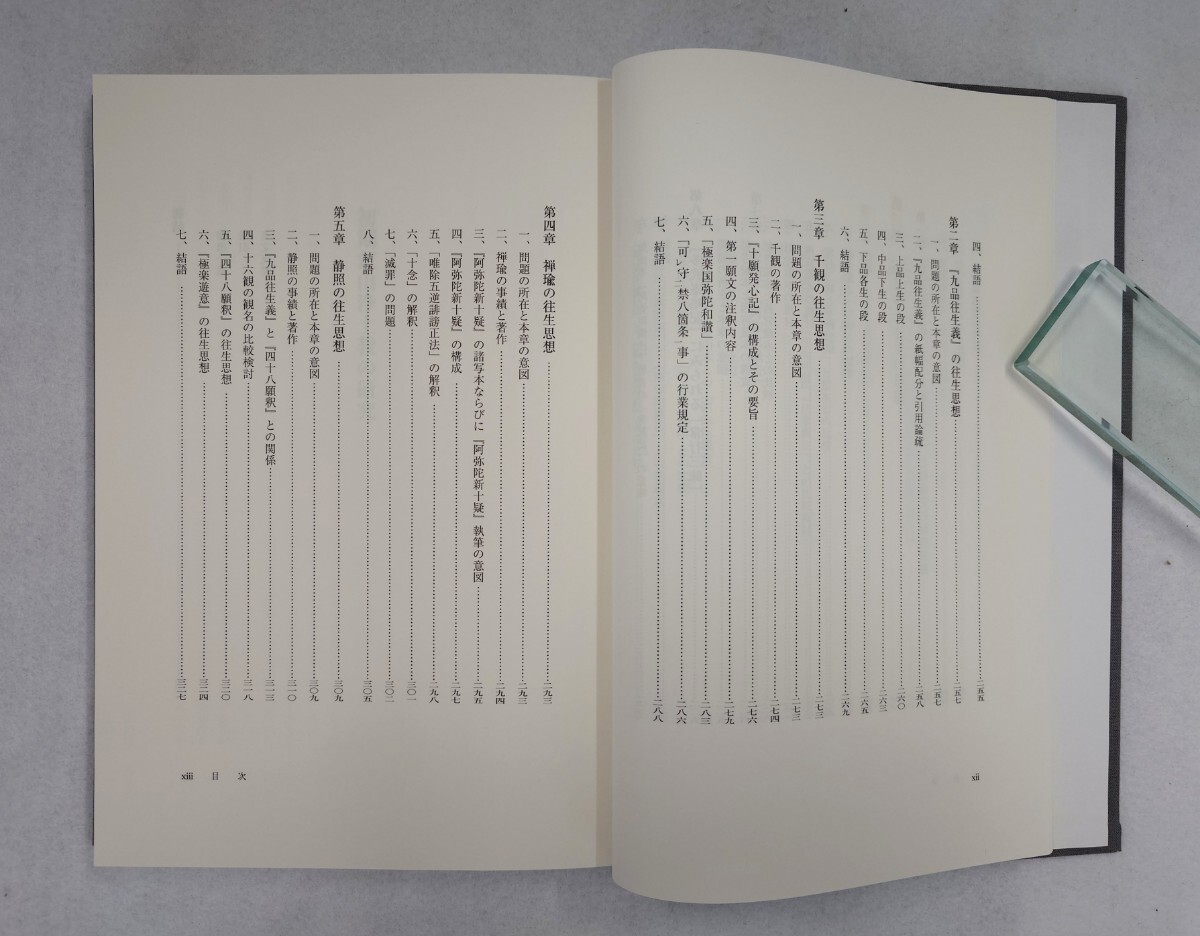 四、結語……二五五
第二章　『九品往生義』の往生思想……二五七
一、問題の所在と本章の意図……二五七
二、『九品往生義』の紙幅配分と引用論疏……二五八
三、上品上生の段……二六〇
四、中品下生の段……二六三
五、下品各生の段……二六五
六、結語……二六九
第三章　千観の往生思想……二七三
一、問題の所在と本章の意図……二七三
二、千観の著作……二七四
三、『十願発心記』の構成とその要旨……二七六
四、第一願文の注釈内容……二七九
五、「極楽国弥陀和讃」……二八三
六、「可レ守二禁八箇条一事」の行業規定……二八六
七、結語……二八八
xii
第四章　禅瑜の往生思想……二九三
一、問題の所在と本章の意図……二九三
二、禅瑜の事績と著作……二九四
三、『阿弥陀新十疑』の諸写本ならびに『阿弥陀新十疑』執筆の意図……二九五
四、『阿弥陀新十疑』の構成……二九七
五、「唯除五逆誹謗正法」の解釈……二九八
六、「十念」の解釈……三〇一
七、「滅罪」の問題……三〇二
八、結語……三〇五
第五章　静照の往生思想……三〇九
一、問題の所在と本章の意図……三〇九
二、静照の事績と著作……三一〇
三、『九品往生義』と『四十八願釈』との関係……三一三
四、十六観の観名の比較検討……三一八
五、『四十八願釈』の往生思想……三二〇
六、『極楽遊意』の往生思想……三二四
七、結語……三二七
xiii　目　次